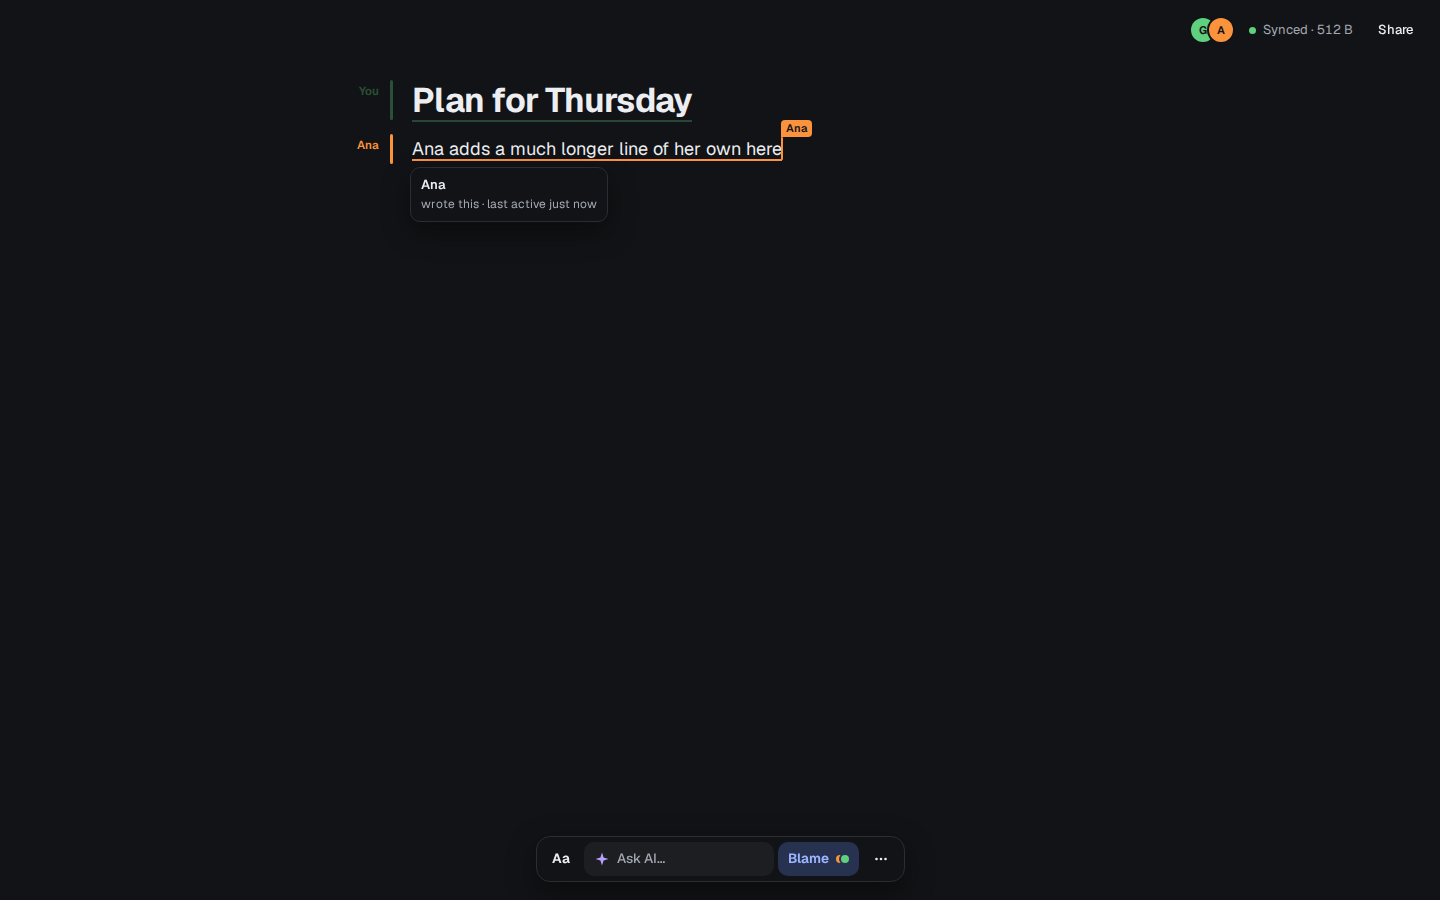 G A Synced · 512 B Share
You Plan for Thursday
Ana
Ana Ana adds a much longer line of her own here
Ana
wrote this · last active just now
Aa Ask AI... Blame ...